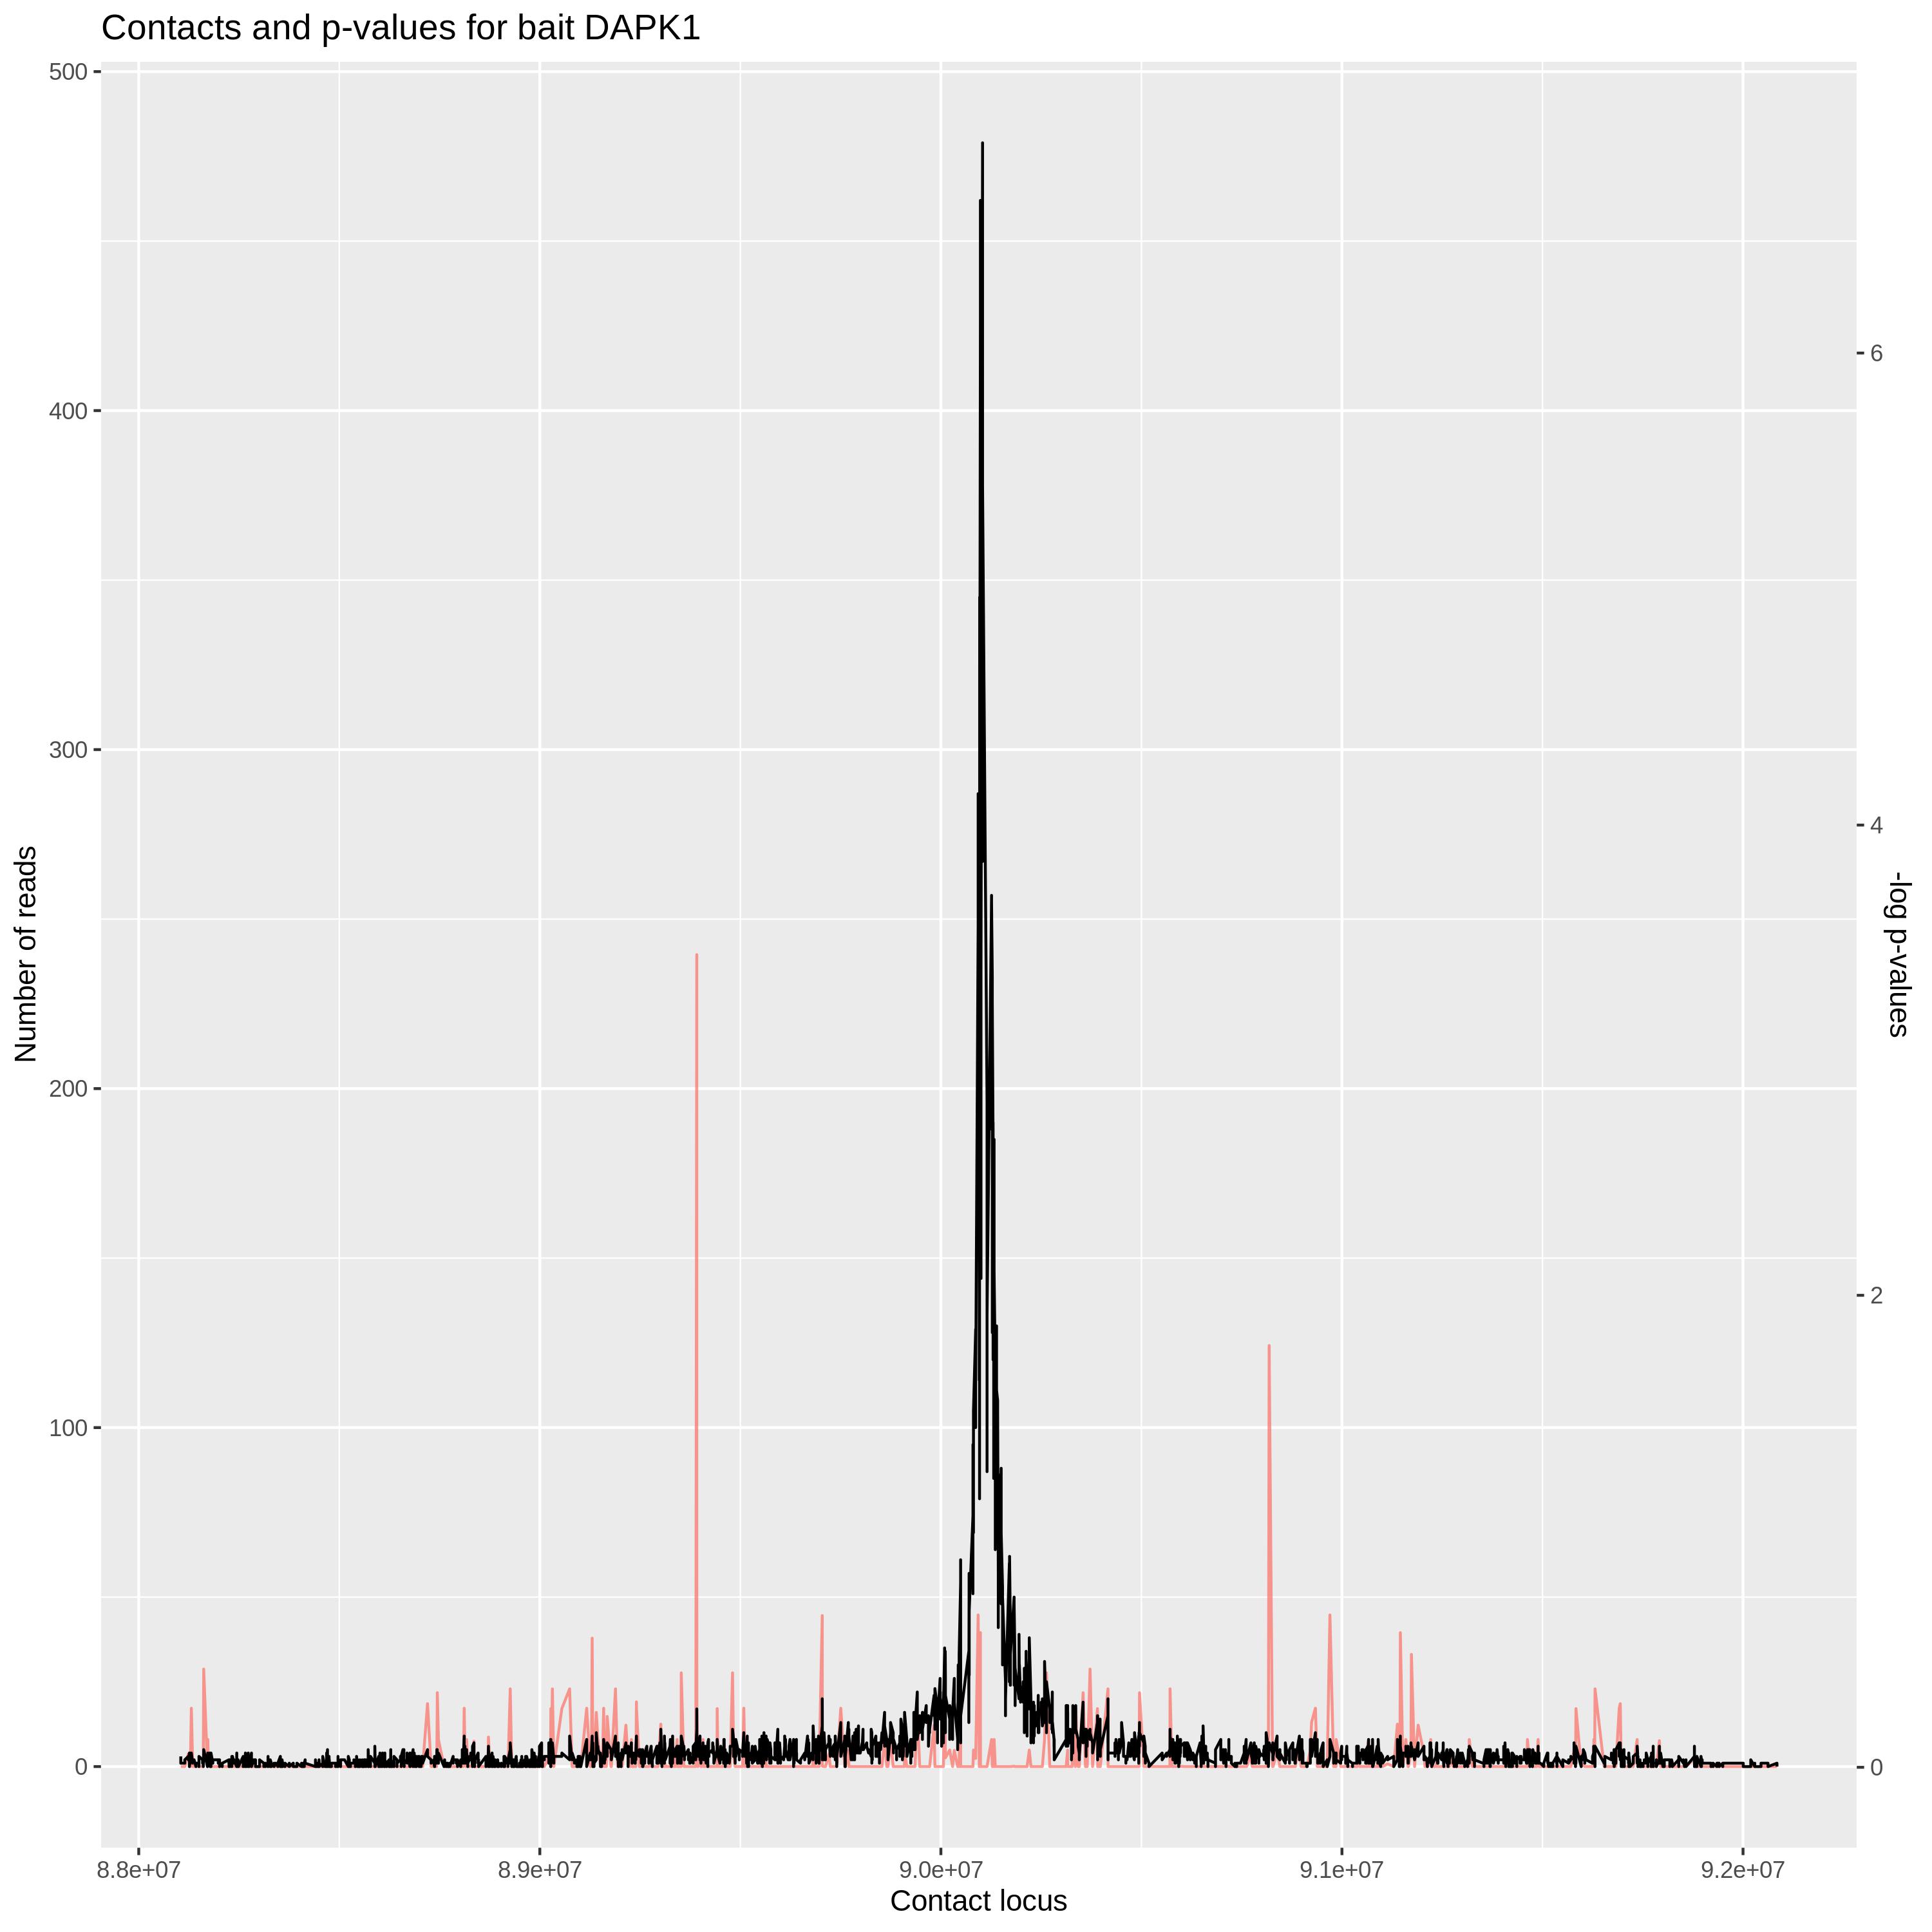 Contacts and p-values for bait DAPK1
500
400
300
200
100
0
Number of reads
6
4
2
0
-log p-values
8.8e+07 8.9e+07 9.0e+07 9.1e+07 9.2e+07
Contact locus